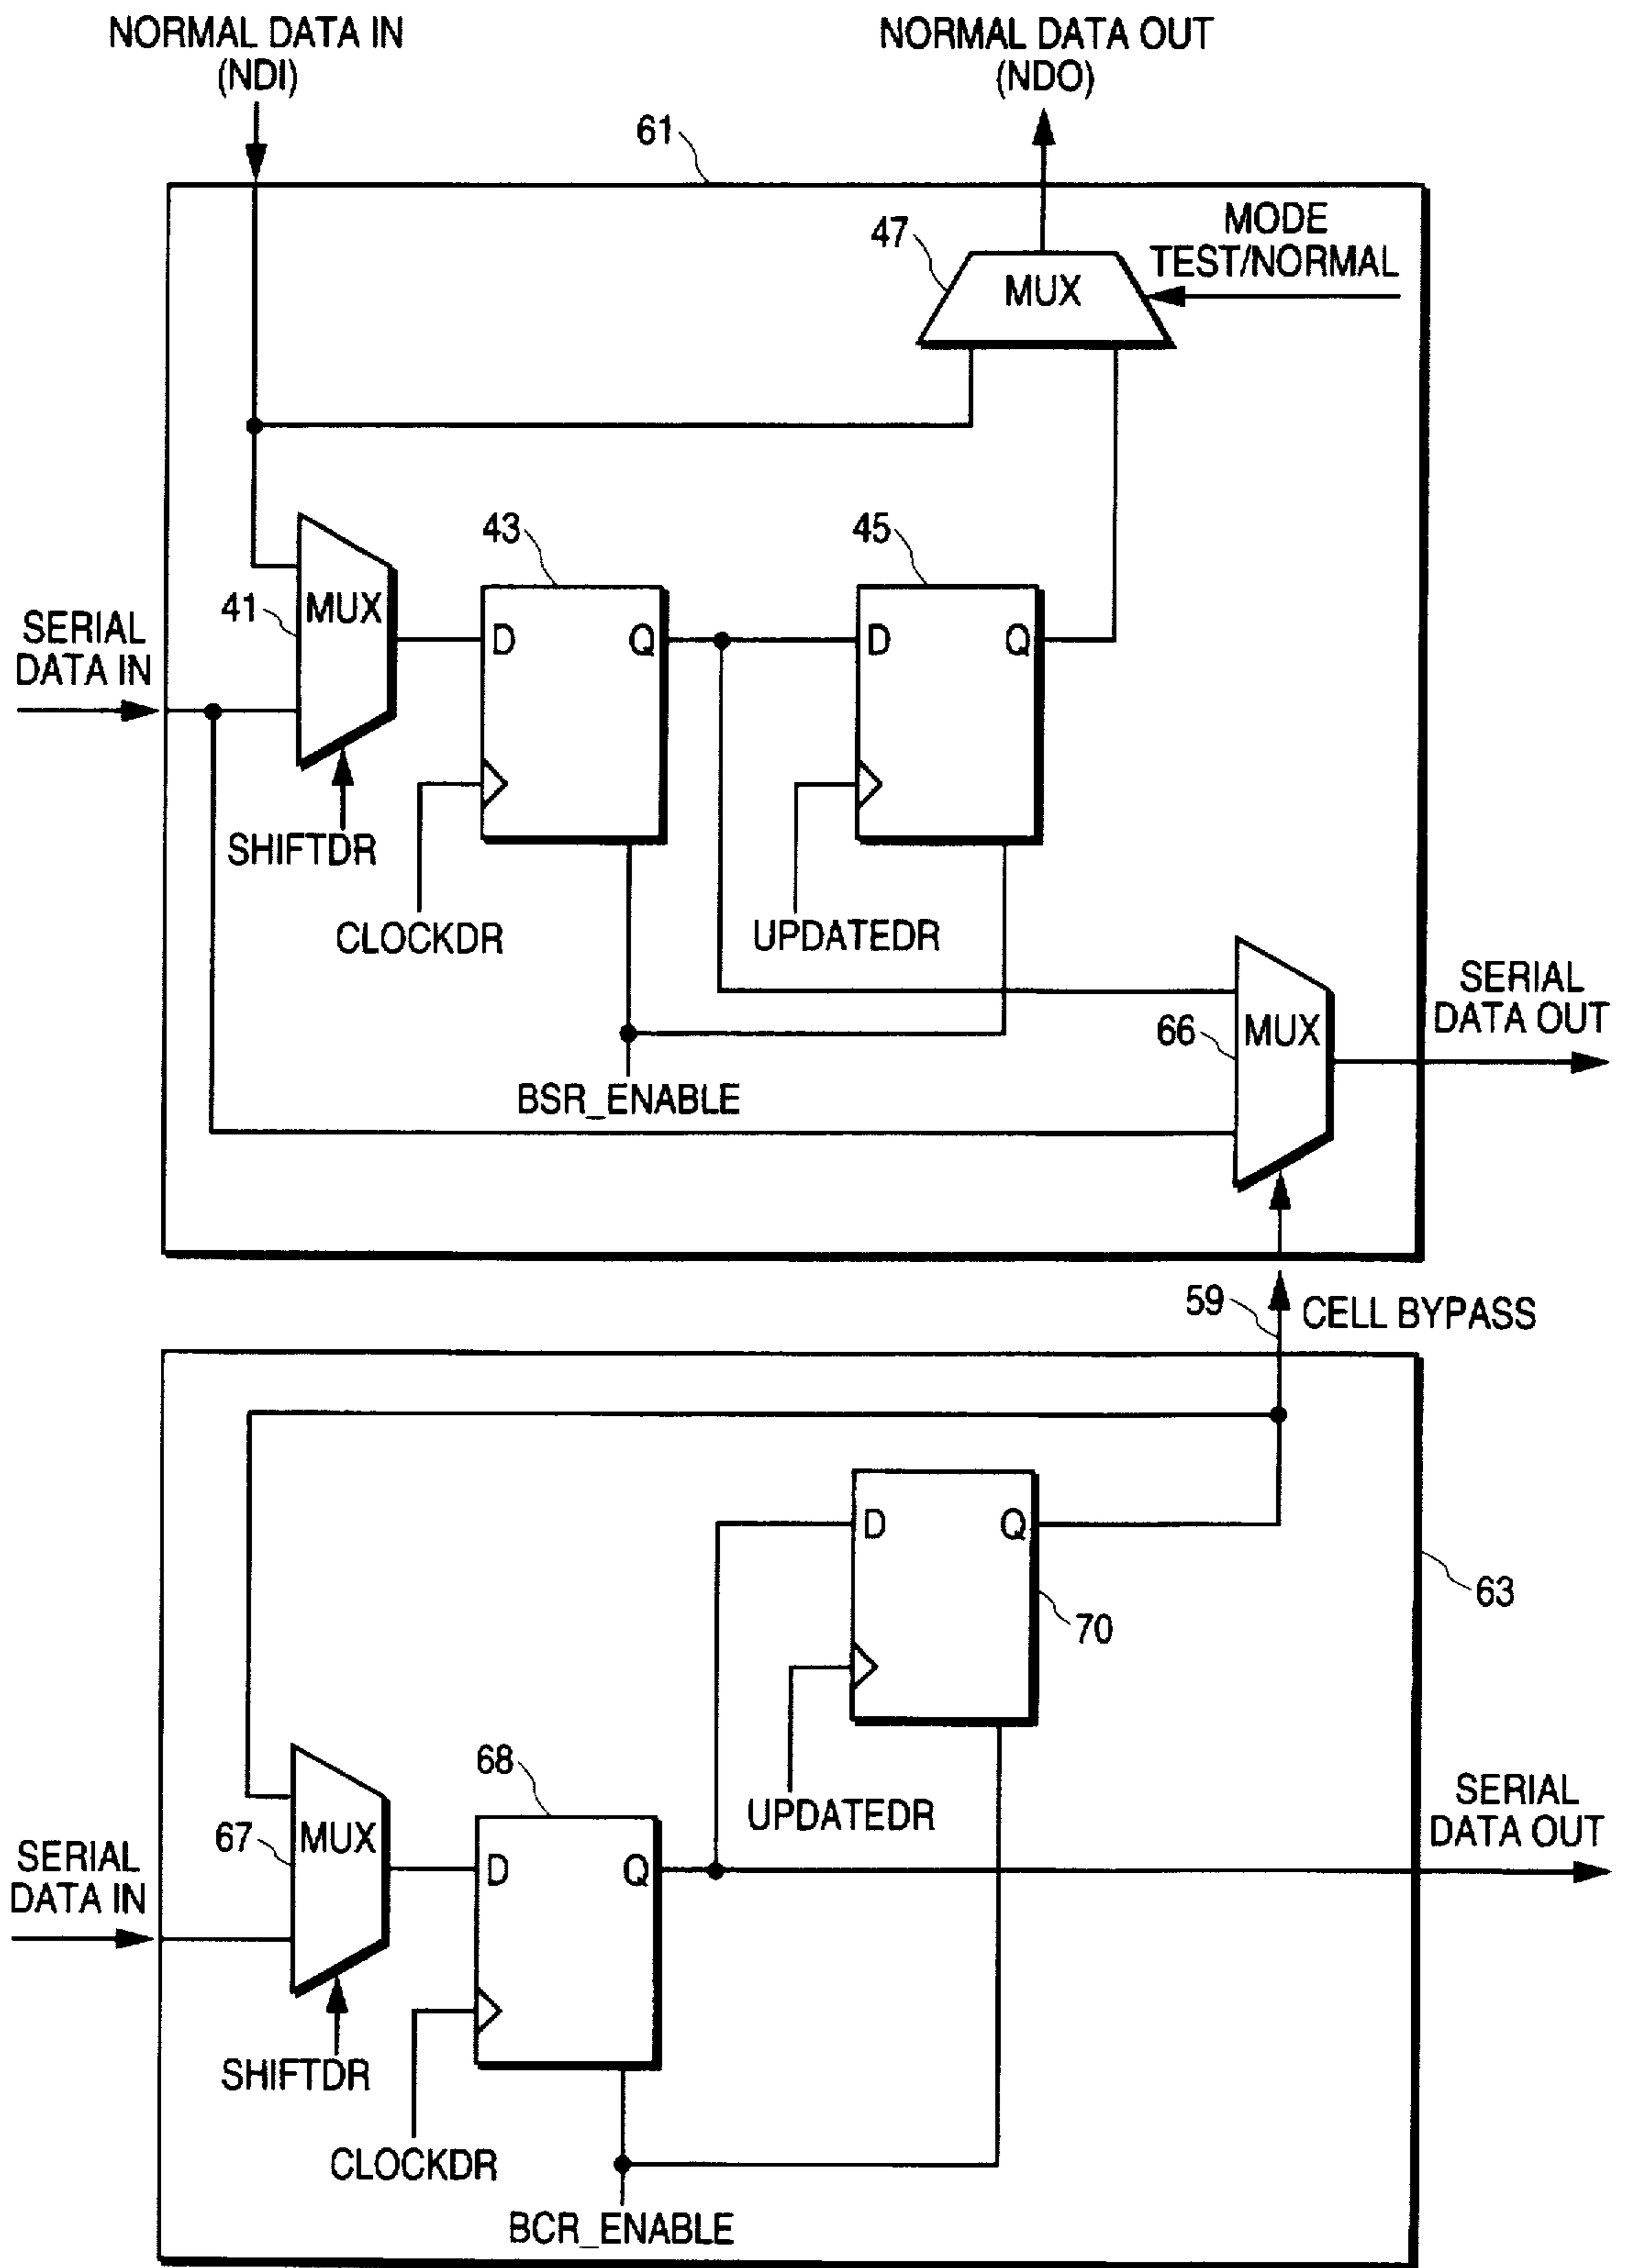 NORMAL DATA IN
(NDI)
NORMAL DATA OUT
(NDO)
61
47
MUX
MODE
TEST/NORMAL
43
45
41
MUX
SERIAL
DATA IN
D
Q
D
Q
SHIFTDR
CLOCKDR
UPDATEDR
BSR_ENABLE
66
MUX
SERIAL
DATA OUT
59
CELL BYPASS
63
D
Q
70
UPDATEDR
68
67
MUX
SERIAL
DATA IN
D
Q
SERIAL
DATA OUT
SHIFTDR
CLOCKDR
BCR_ENABLE